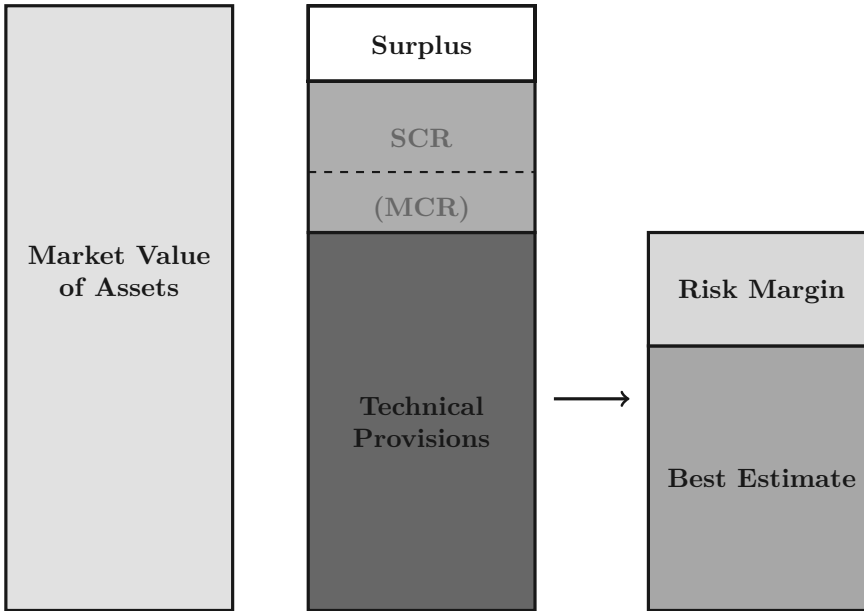 Surplus
SCR
(MCR)
Market Value
of Assets
Risk Margin
Technical
Provisions
Best Estimate